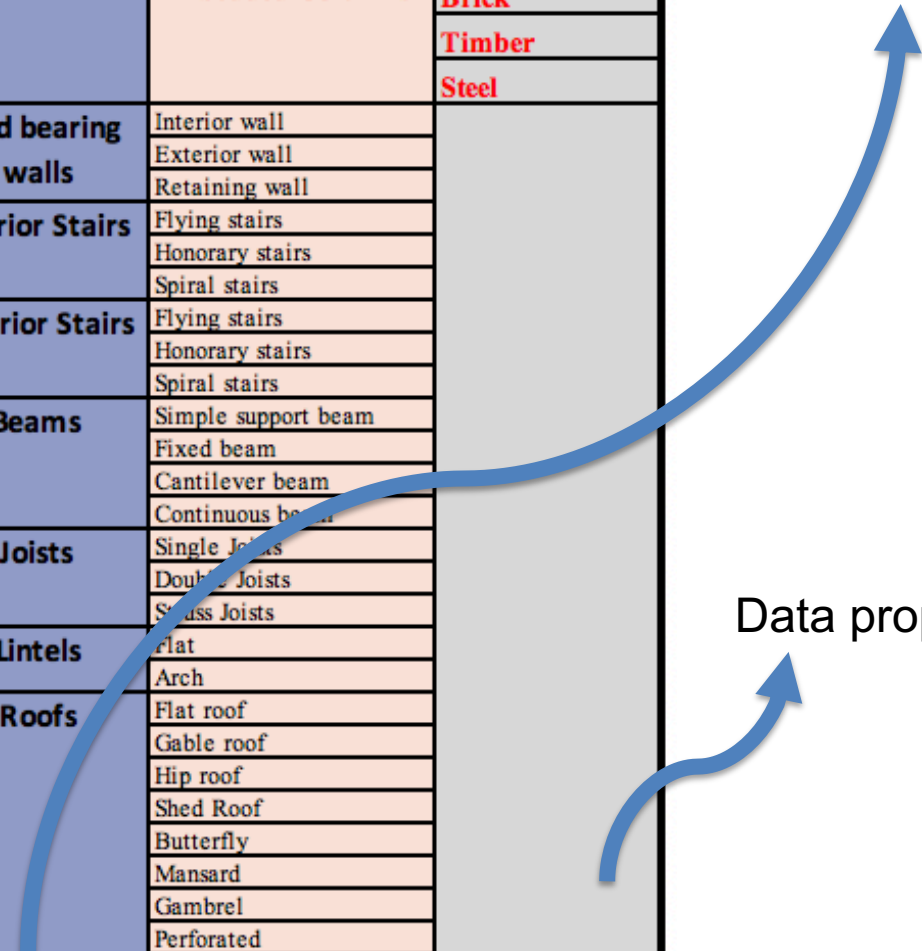 Brick
Timber
Steel
d bearing
walls
Interior wall
Exterior wall
Retaining wall
rior Stairs
Flying stairs
Honorary stairs
Spiral stairs
rior Stairs
Flying stairs
Honorary stairs
Spiral stairs
Beams
Simple support beam
Fixed beam
Cantilever beam
Continuous
Joists
Single
Joists
Joists
Lintels
Flat
Arch
Roofs
Flat roof
Gable roof
Hip roof
Shed Roof
Butterfly
Mansard
Gambrel
Perforated
Data prop